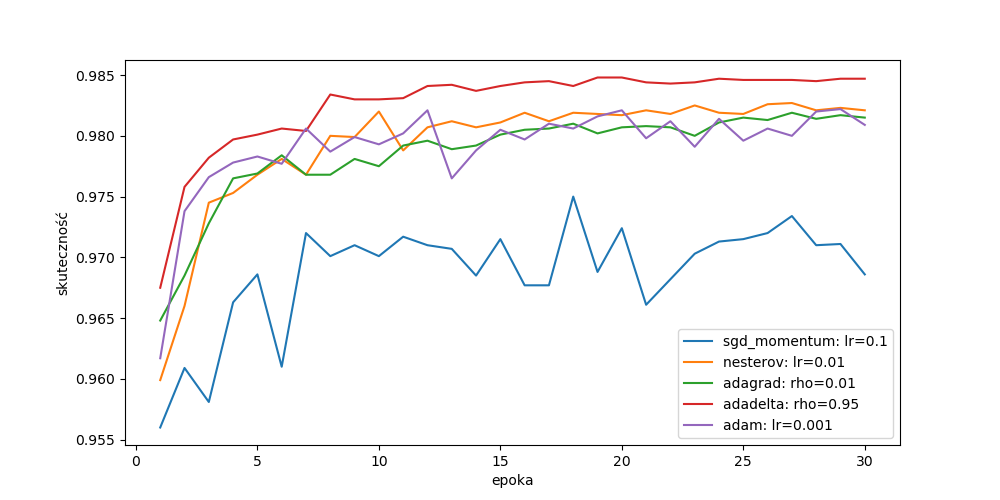 skuteczność
0.985
0.980
0.975
0.970
0.965
0.960
0.955
0
5
10
15
20
25
30
epoka
sgd_momentum: lr=0.1
nesterov: lr=0.01
adagrad: rho=0.01
adadelta: rho=0.95
adam: lr=0.001